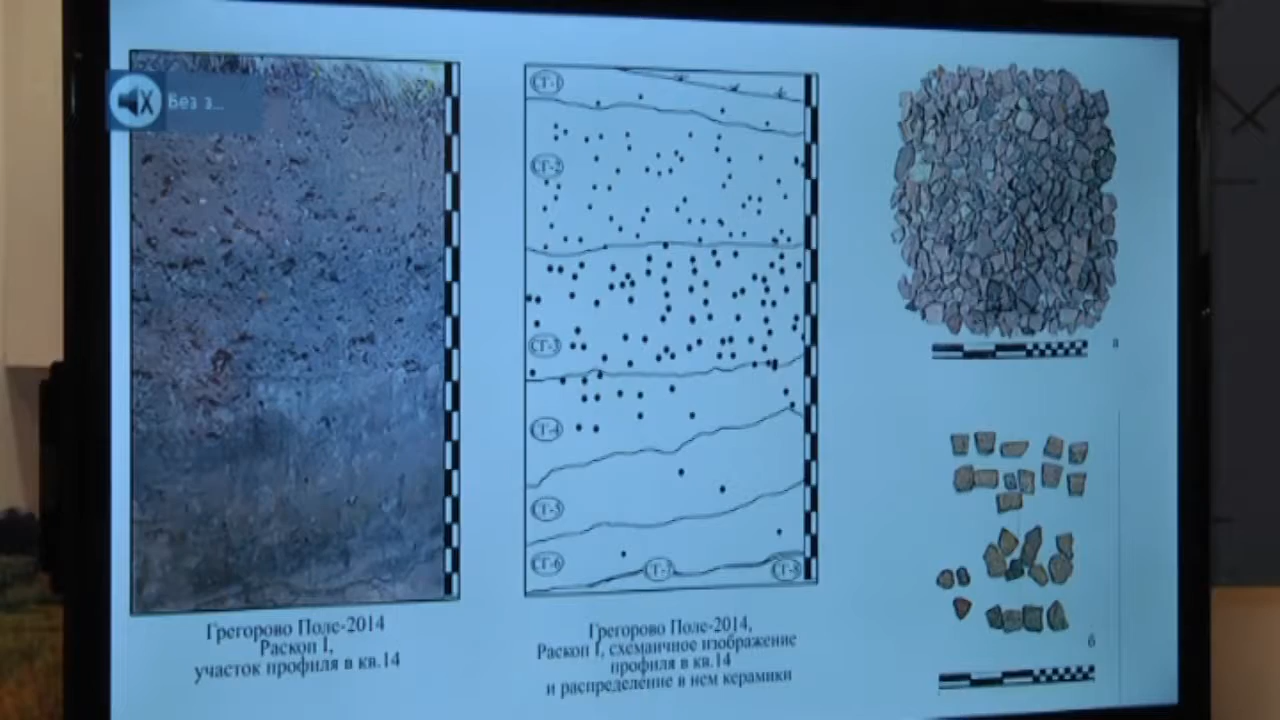 Без з...
СГ-1
СГ-2
СГ-3
СГ-4
СГ-5
СГ-6
СГ-7
СГ-8
а
б
Грегорово Поле-2014
Раскоп I,
участок профиля в кв.14
Грегорово Поле-2014,
Раскоп I, схемаичное изображение
профиля в кв.14
и распределение в нем керамики